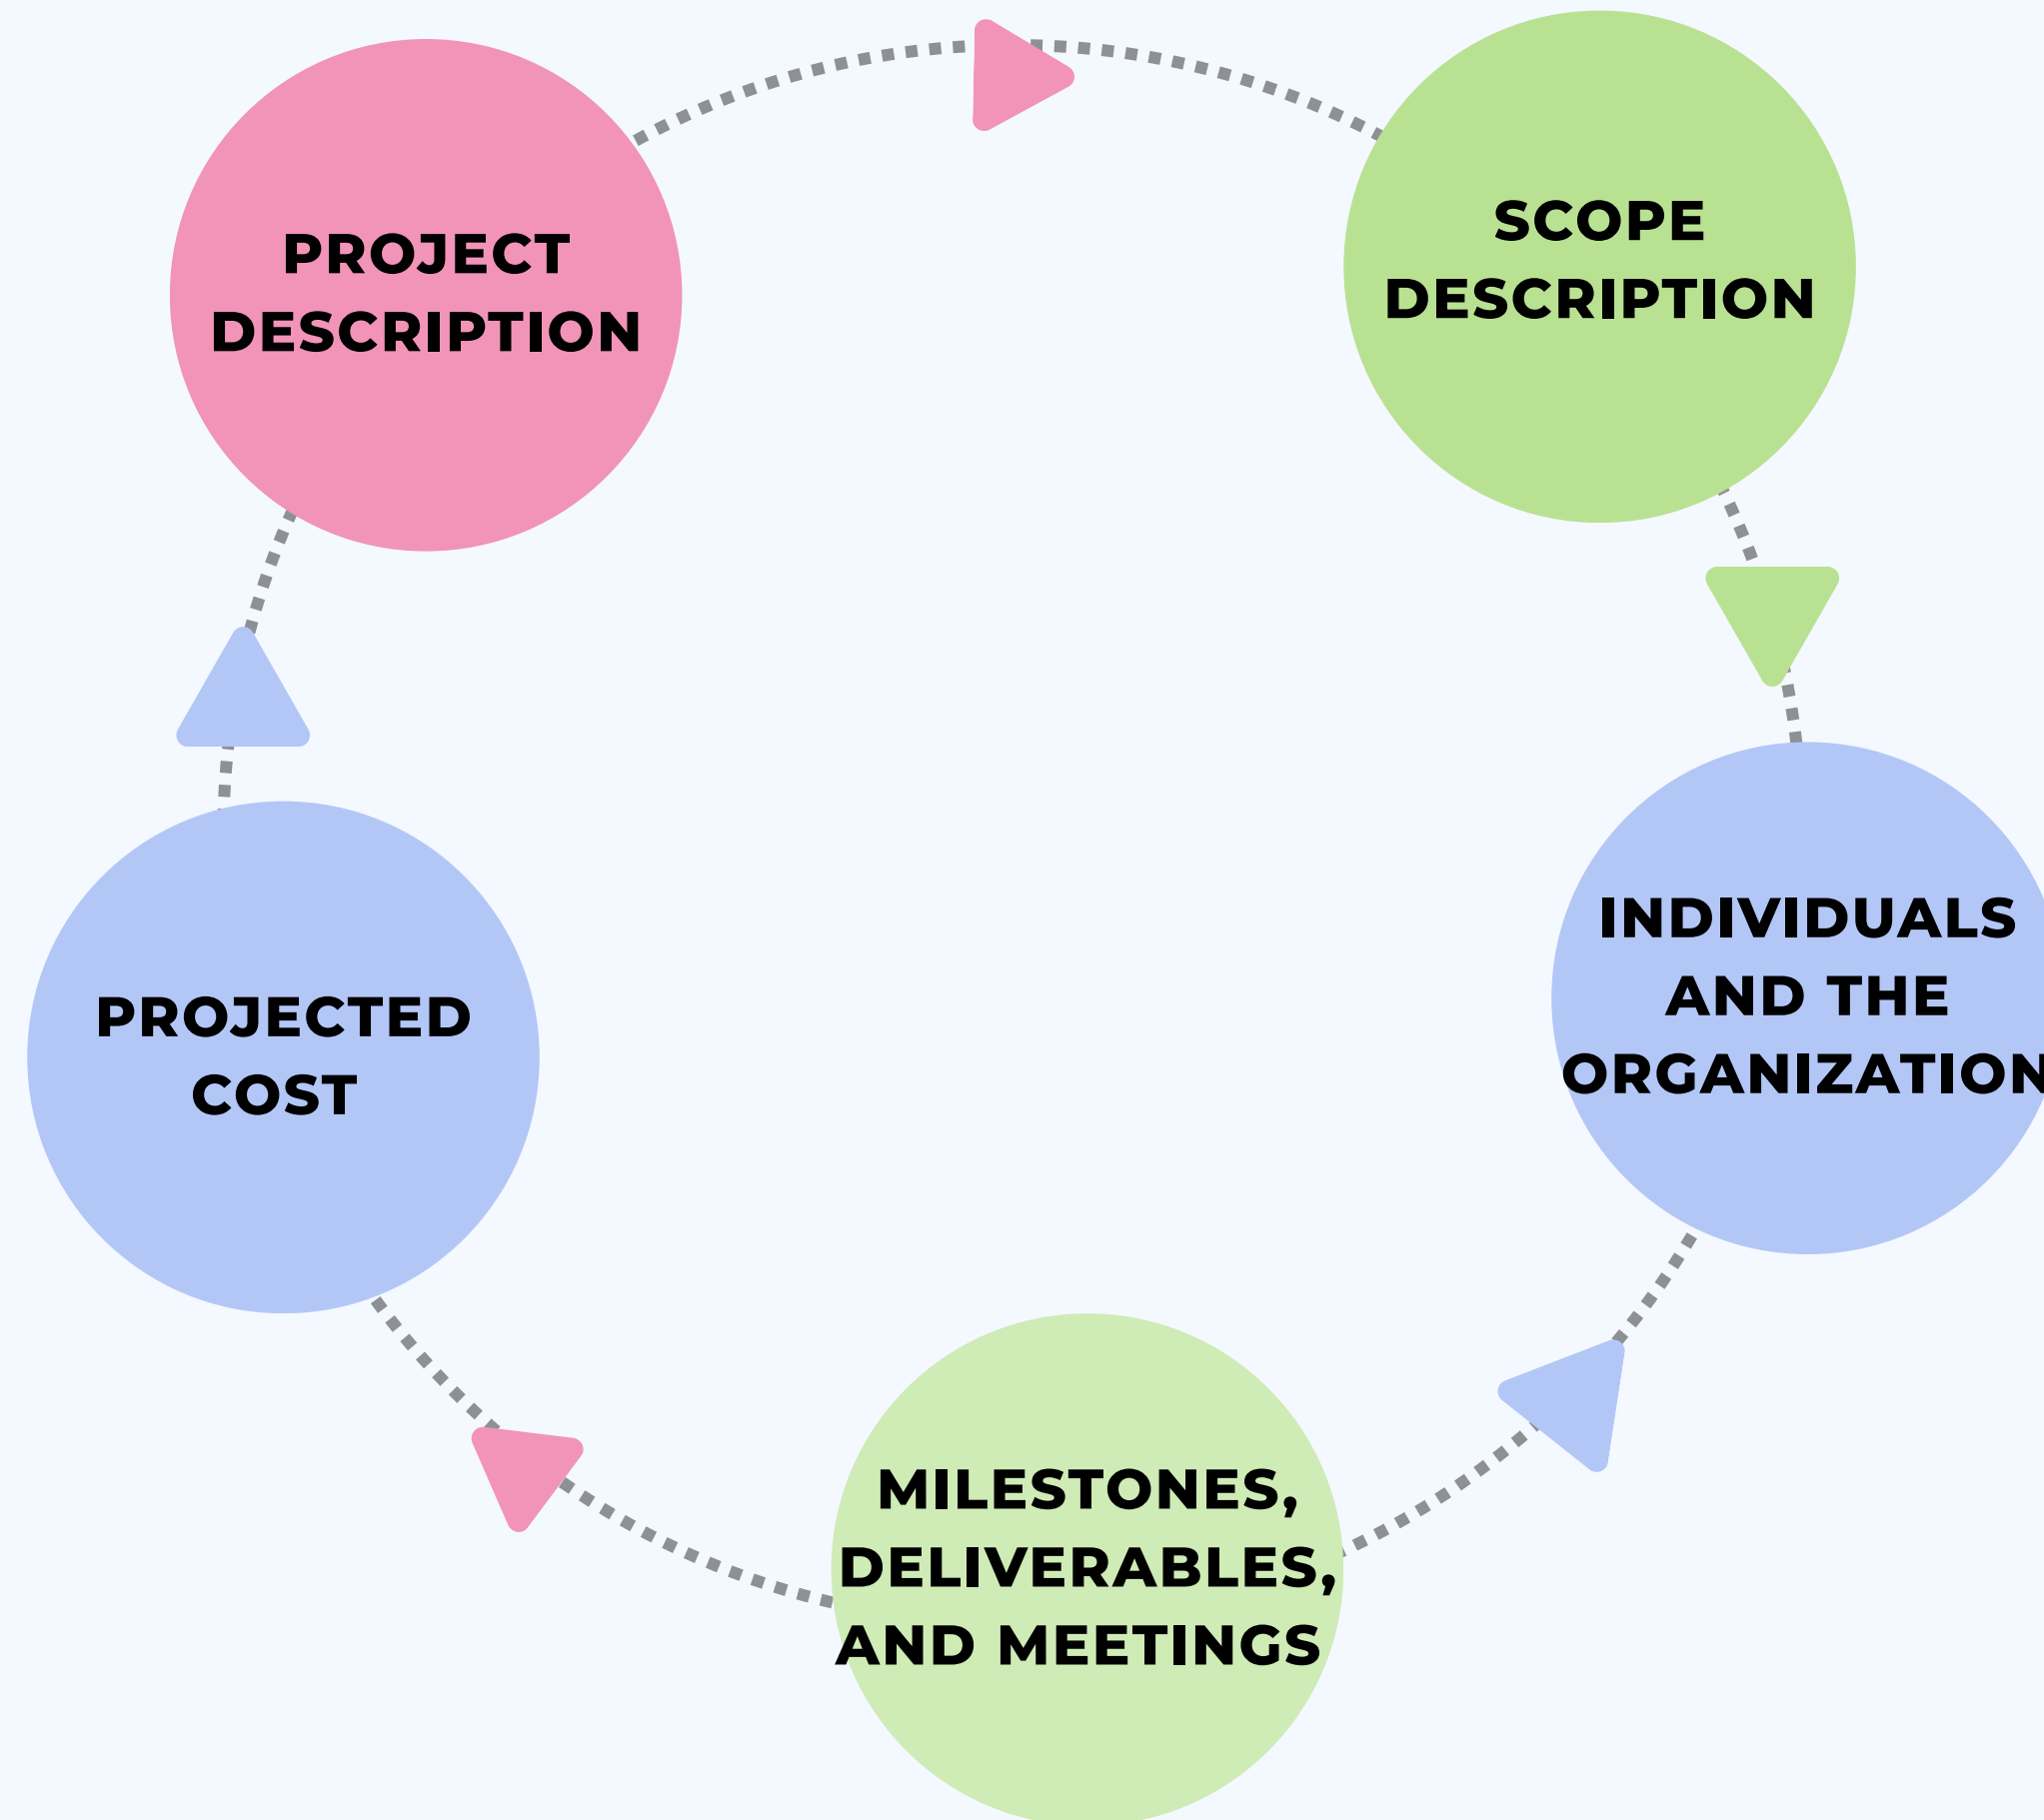 PROJECT
DESCRIPTION
SCOPE
DESCRIPTION
INDIVIDUALS
AND THE
ORGANIZATION
MILESTONES,
DELIVERABLES,
AND MEETINGS
PROJECTED
COST